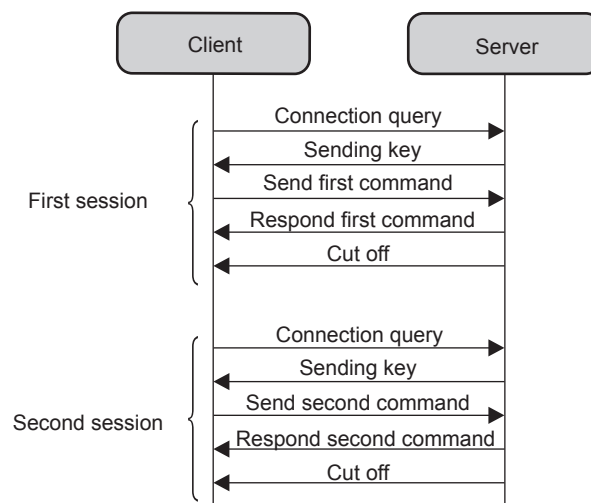 Client
Server
Connection query
Sending key
Send first command
First session
Respond first command
Cut off
Connection query
Sending key
Send second command
Second session
Respond second command
Cut off